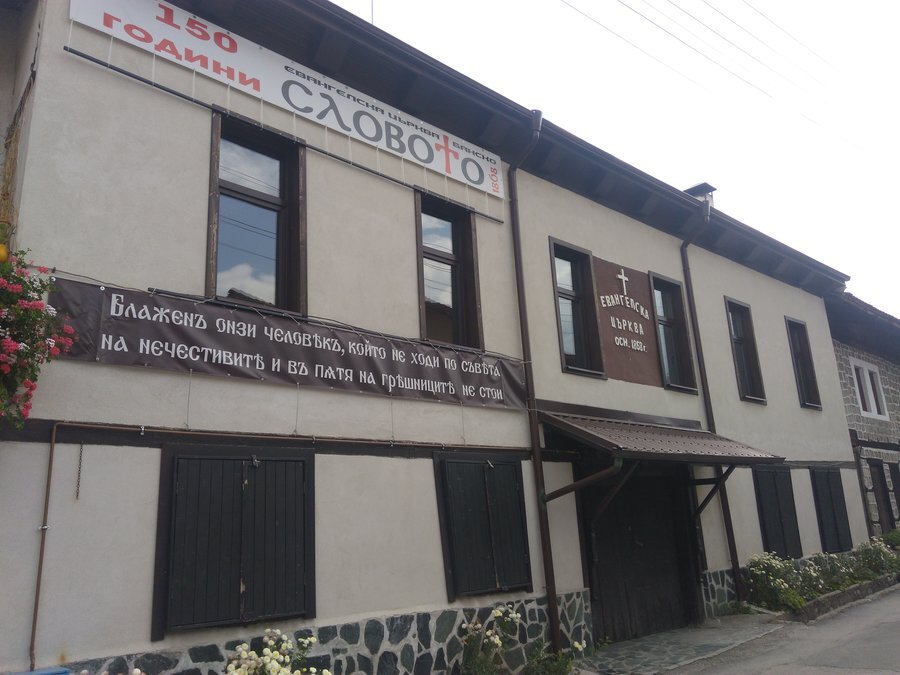 150
ГОДИНИ
ЕВАНГЕЛСКА ЦЪРКВА БАНСКО
СЛОВОТО
1808
Блаженъ онзи человѣкъ, който не ходи по съвѣта
на нечестивитѣ и въ пѫтя на грѣшницитѣ не стои
ЕВАНГЕЛСКА
ЦЪРКВА
ОСН. 1868 г.